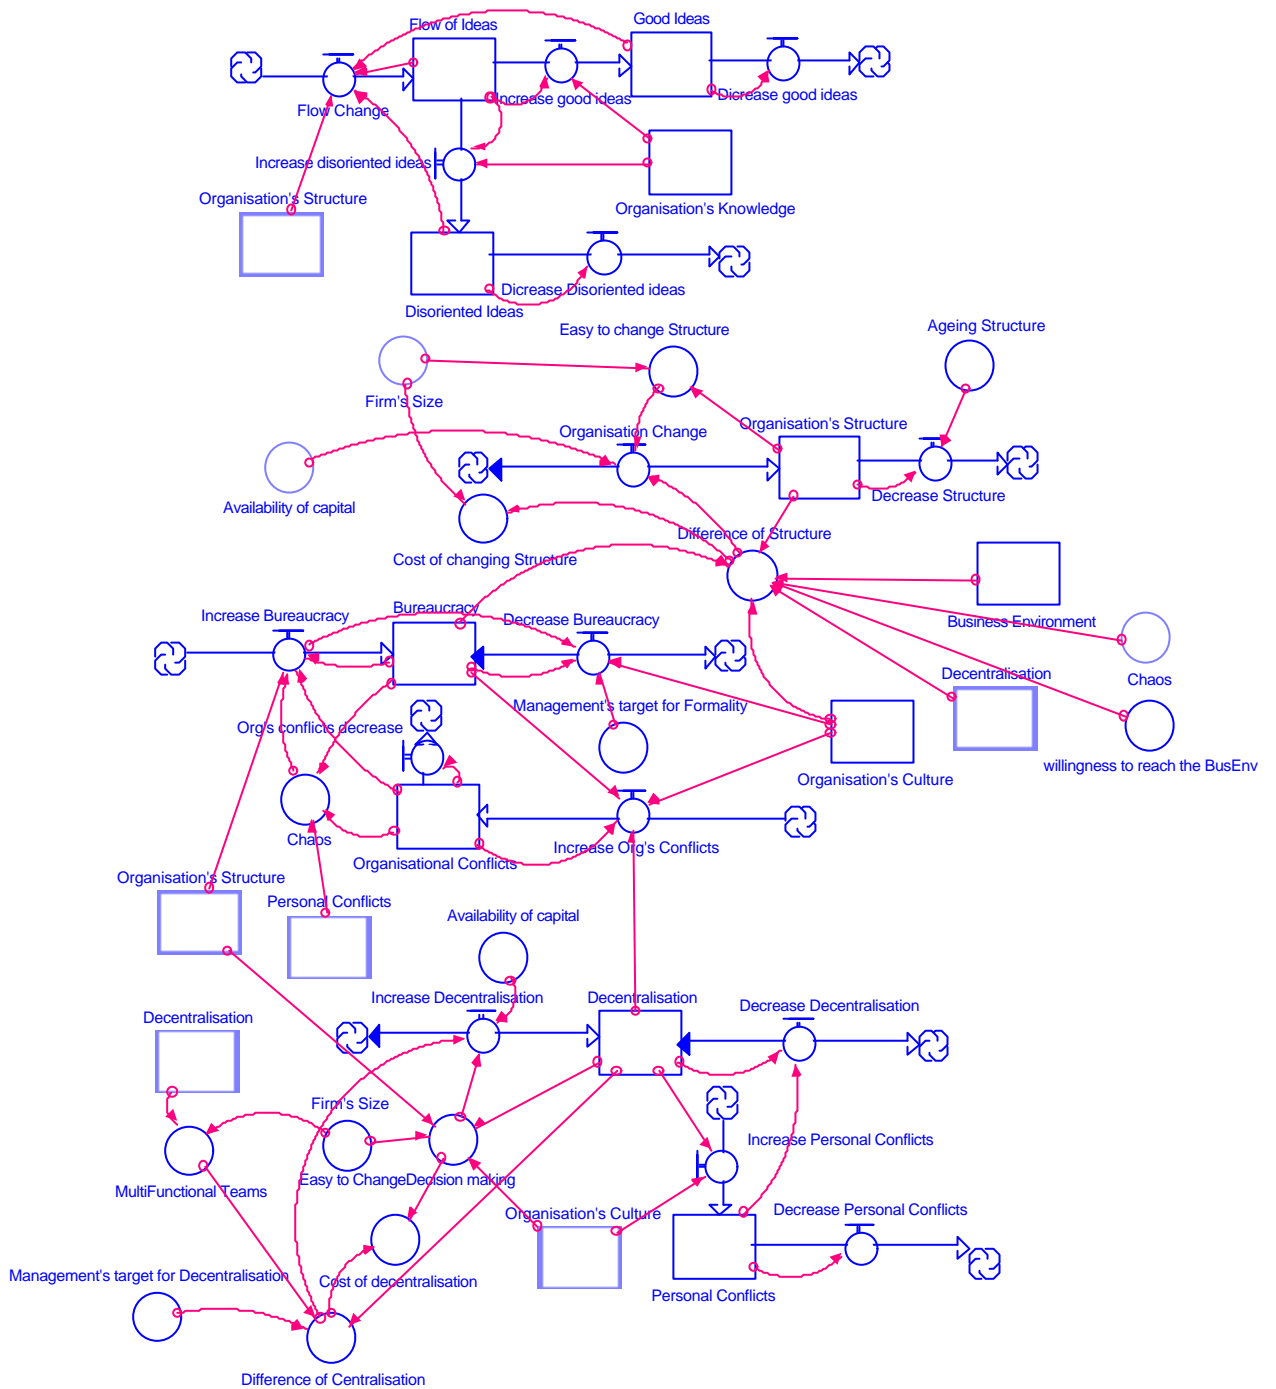 Good Ideas
Flow of Ideas
Increase good ideas
Dicrease good ideas
Flow Change
Increase disoriented ideas
Organisation's Structure
Organisation's Knowledge
Dicrease Disoriented ideas
Disoriented Ideas
Easy to change Structure
Ageing Structure
Firm's Size
Organisation's Structure
Organisation Change
Decrease Structure
Availability of capital
Difference of Structure
Cost of changing Structure
Bureaucracy
Increase Bureaucracy
Decrease Bureaucracy
Business Environment
Decentralisation
Chaos
Management's target for Formality
Org's conflicts decrease
willingness to reach the BusEnv
Organisation's Culture
Chaos
Increase Org's Conflicts
Organisational Conflicts
Organisation's Structure
Personal Conflicts
Availability of capital
Increase Decentralisation
Decentralisation
Decrease Decentralisation
Decentralisation
Firm's Size
Increase Personal Conflicts
Easy to ChangeDecision making
MultiFunctional Teams
Organisation's Culture
Decrease Personal Conflicts
Management's target for Decentralisation
Cost of decentralisation
Personal Conflicts
Difference of Centralisation